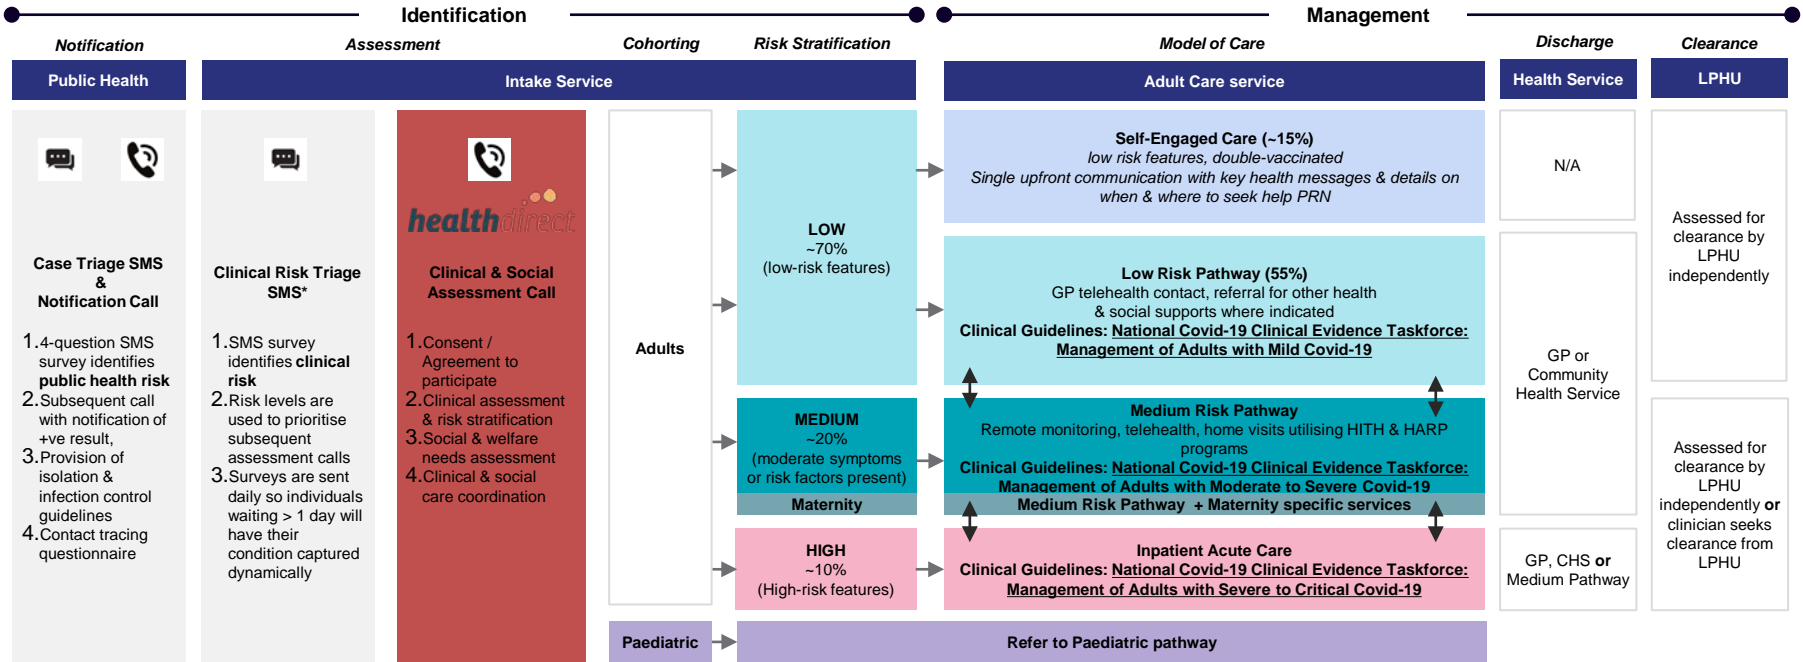 Identification
Management
Notification
Assessment
Cohorting
Risk Stratification
Model of Care
Discharge
Clearance
Public Health
Intake Service
Adult Care service
Health Service
LPHU
Case Triage SMS
&
Notification Call
1.4-question SMS
survey identifies
public health risk
2.Subsequent call
with notification of
+ve result,
3.Provision of
isolation &
infection control
guidelines
4.Contact tracing
questionnaire
Clinical Risk Triage
SMS*
1.SMS survey
identifies clinical
risk
2.Risk levels are
used to prioritise
subsequent
assessment calls
3.Surveys are sent
daily so individuals
waiting > 1 day will
have their
condition captured
dynamically
healthdirect
Clinical & Social
Assessment Call
1.Consent /
Agreement to
participate
2.Clinical assessment
& risk stratification
3.Social & welfare
needs assessment
4.Clinical & social
care coordination
Adults
Paediatric
LOW
~70%
(low-risk features)
MEDIUM
~20%
(moderate symptoms
or risk factors present)
Maternity
HIGH
~10%
(High-risk features)
Self-Engaged Care (~15%)
low risk features, double-vaccinated
Single upfront communication with key health messages & details on
when & where to seek help PRN
Low Risk Pathway (55%)
GP telehealth contact, referral for other health
& social supports where indicated
Clinical Guidelines: National Covid-19 Clinical Evidence Taskforce:
Management of Adults with Mild Covid-19
Medium Risk Pathway
Remote monitoring, telehealth, home visits utilising HITH & HARP
programs
Clinical Guidelines: National Covid-19 Clinical Evidence Taskforce:
Management of Adults with Moderate to Severe Covid-19
Medium Risk Pathway + Maternity specific services
Inpatient Acute Care
Clinical Guidelines: National Covid-19 Clinical Evidence Taskforce:
Management of Adults with Severe to Critical Covid-19
Refer to Paediatric pathway
N/A
GP or
Community
Health Service
GP, CHS or
Medium Pathway
Assessed for
clearance by
LPHU
independently
Assessed for
clearance by
LPHU
independently or
clinician seeks
clearance from
LPHU